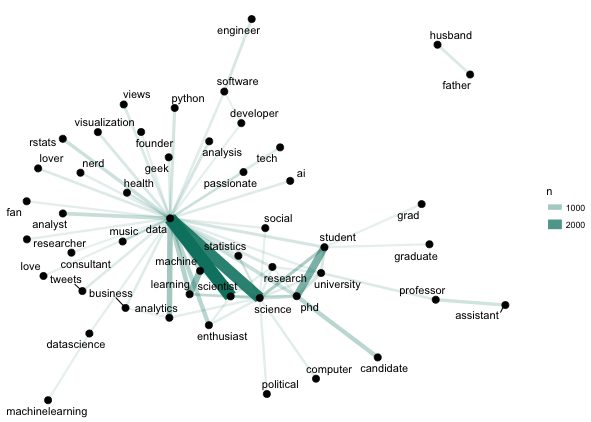 engineer
husband
father
software
views
python
developer
visualization
founder
rstats
analysis
tech
lover
nerd
geek
passionate
ai
health
fan
analyst
data
social
grad
music
researcher
statistics
student
consultant
machine
graduate
love
tweets
research
learning
scientist
university
professor
business
analytics
science
phd
assistant
enthusiast
datascience
candidate
computer
political
machinelearning
n
1000
2000